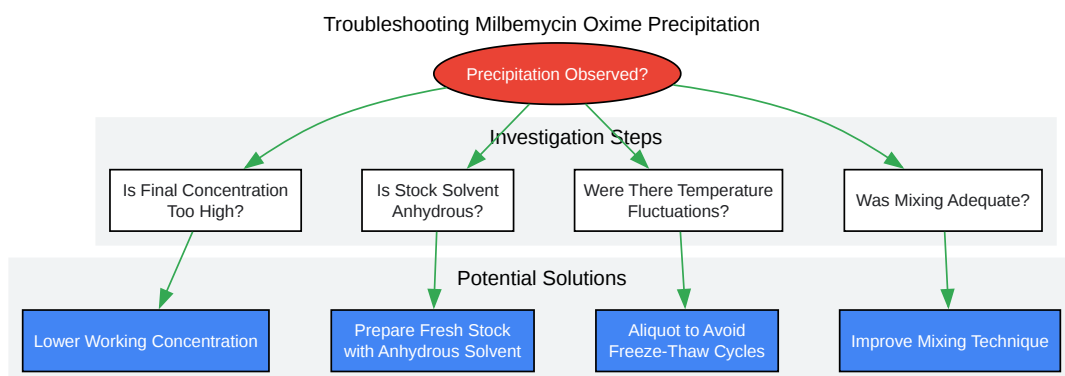 Troubleshooting Milbemycin Oxime Precipitation
Precipitation Observed?
Investigation Steps
Is Final Concentration
Too High?
Is Stock Solvent
Anhydrous?
Were There Temperature
Fluctuations?
Was Mixing Adequate?
Potential Solutions
Lower Working Concentration
Prepare Fresh Stock
with Anhydrous Solvent
Aliquot to Avoid
Freeze-Thaw Cycles
Improve Mixing Technique